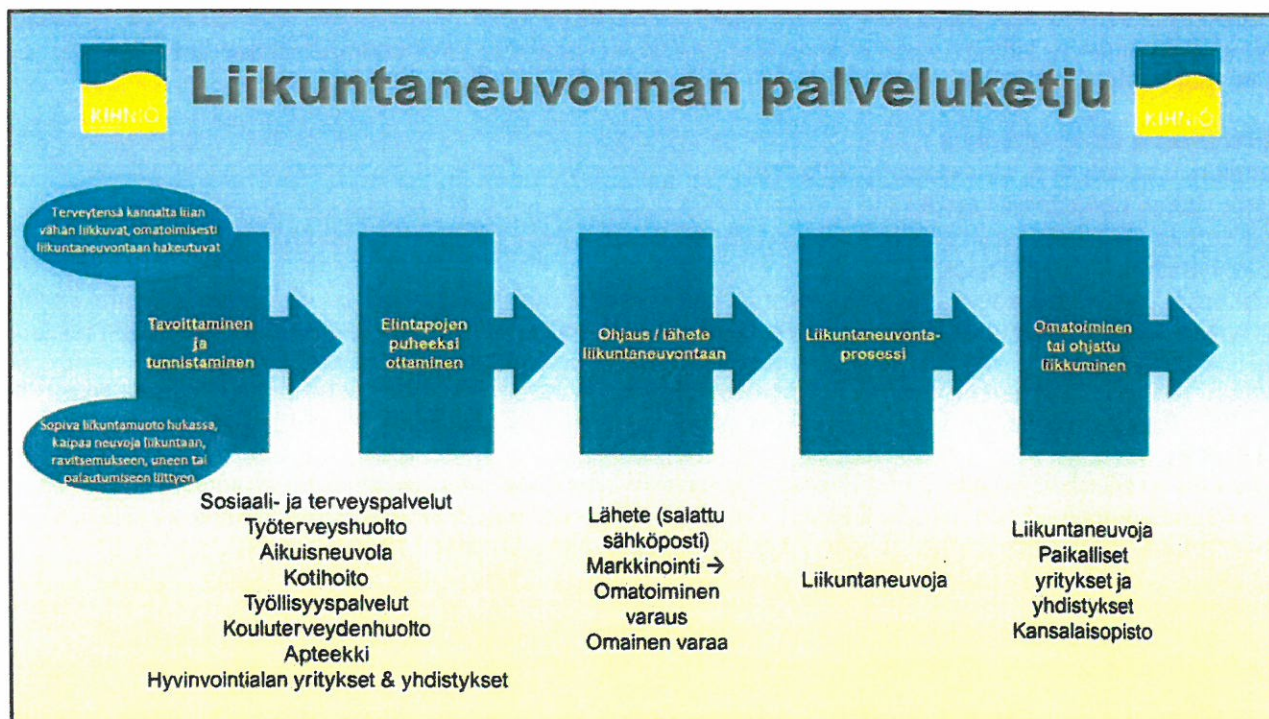 KIHNIÖ
Liikuntaneuvonnan palveluketju
KIHNIÖ
Terveytensä kannalta liian
vähän liikkuvat, omatoimisesti
liikuntaneuvontaan hakeutuvat
Tavoittaminen
ja
tunnistaminen
Elintapojen
puheeksi
ottaminen
Ohjaus / lähete
liikuntaneuvontaan
Liikuntaneuvonta-
prosessi
Omatoiminen
tai ohjattu
liikkuminen
Sopiva liikuntamuoto hukassa,
kaipaa neuvoja liikuntaan,
ravitsemukseen, uneen tai
palautumiseen liittyen
Sosiaali- ja terveyspalvelut
Työterveyshuolto
Aikuisneuvola
Kotihoito
Työllisyyspalvelut
Kouluterveydenhuolto
Apteekki
Hyvinvointialan yritykset & yhdistykset
Lähete (salattu
sähköposti)
Markkinointi →
Omatoiminen
varaus
Omainen varaa
Liikuntaneuvoja
Liikuntaneuvoja
Paikalliset
yritykset ja
yhdistykset
Kansalaisopisto